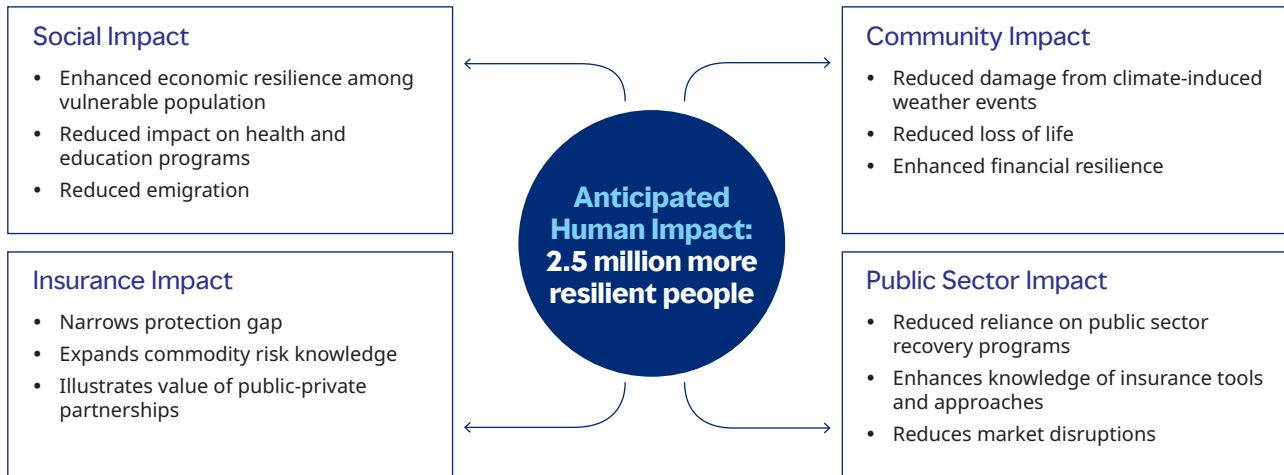 Social Impact
• Enhanced economic resilience among
vulnerable population
• Reduced impact on health and
education programs
• Reduced emigration
Community Impact
• Reduced damage from climate-induced
weather events
• Reduced loss of life
• Enhanced financial resilience
Anticipated
Human Impact:
2.5 million more
resilient people
Insurance Impact
• Narrows protection gap
• Expands commodity risk knowledge
• Illustrates value of public-private
partnerships
Public Sector Impact
• Reduced reliance on public sector
recovery programs
• Enhances knowledge of insurance tools
and approaches
• Reduces market disruptions